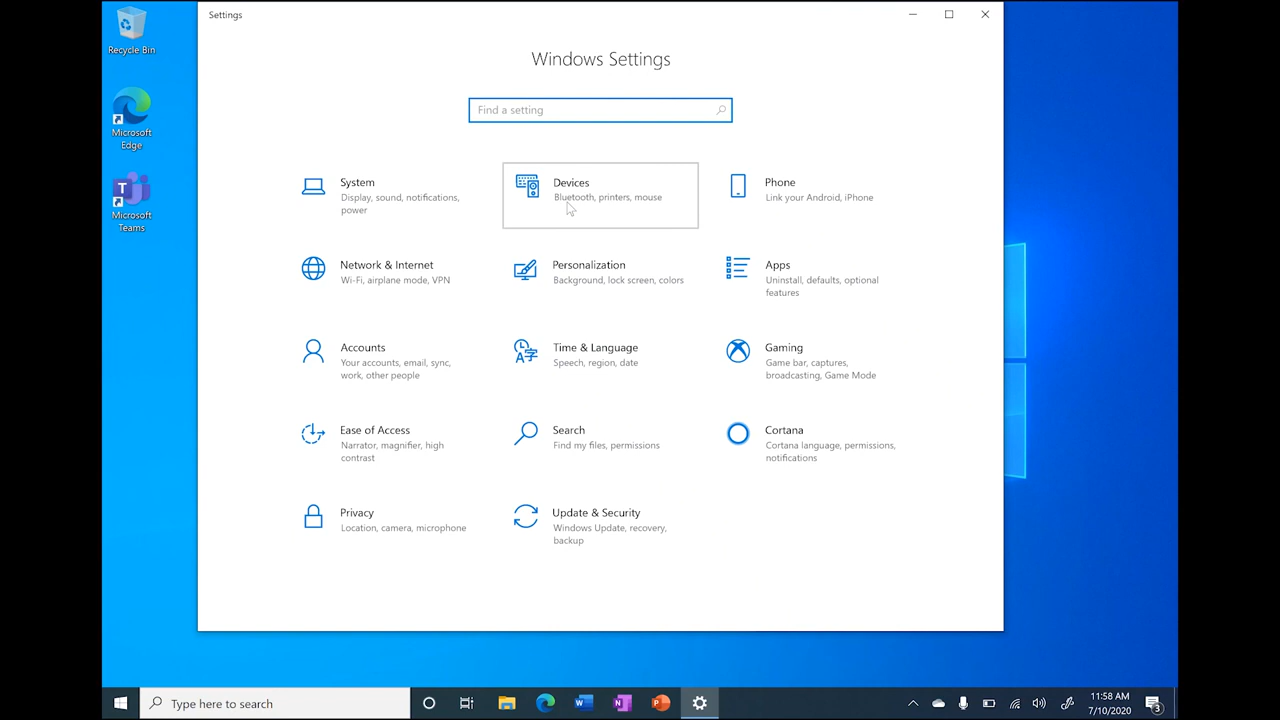 Recycle Bin
Microsoft
Edge
T
Microsoft
Teams
Settings
Windows Settings
Find a setting
System
Display, sound, notifications,
power
Devices
Bluetooth, printers, mouse
Phone
Link your Android, iPhone
Network & Internet
Wi-Fi, airplane mode, VPN
Personalization
Background, lock screen, colors
Apps
Uninstall, defaults, optional
features
Accounts
Your accounts, email, sync,
work, other people
A字
Time & Language
Speech, region, date
Gaming
Game bar, captures,
broadcasting, Game Mode
Ease of Access
Narrator, magnifier, high
contrast
Search
Find my files, permissions
Cortana
Cortana language, permissions,
notifications
Privacy
Location, camera, microphone
Update & Security
Windows Update, recovery,
backup
Type here to search
W
N
P
11:58 AM
7/10/2020
3